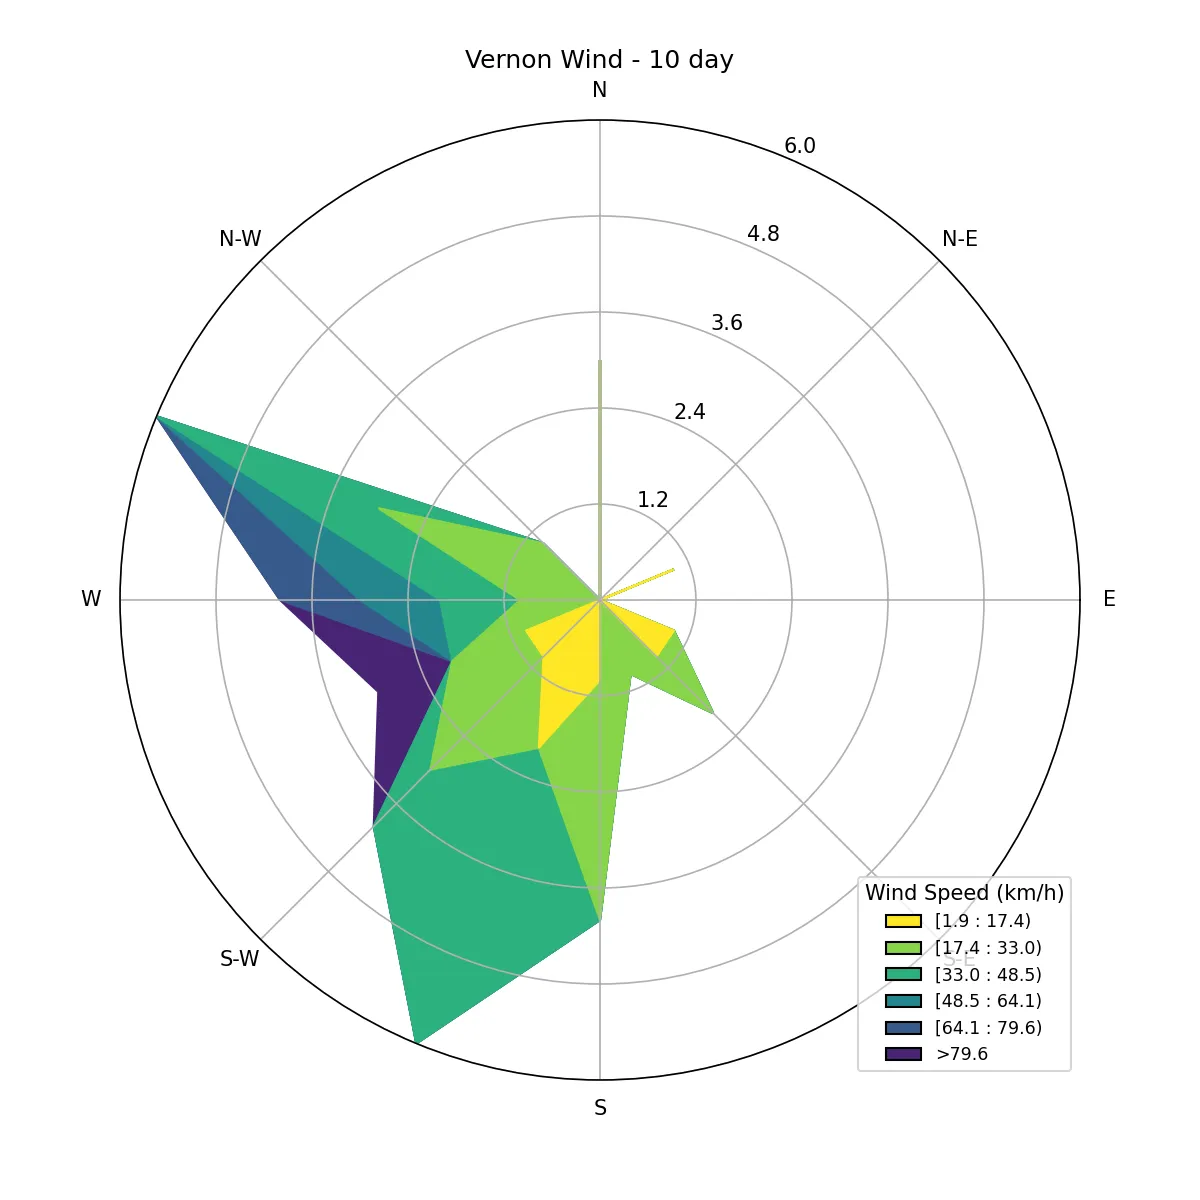 Vernon Wind - 10 day
N
6.0
N-W
N-E
4.8
3.6
2.4
1.2
W
E
Wind Speed (km/h)
[1.9 : 17.4)
[17.4 : 33.0)
S-W
S-E
[33.0 : 48.5)
[48.5 : 64.1)
[64.1 : 79.6)
>79.6
S